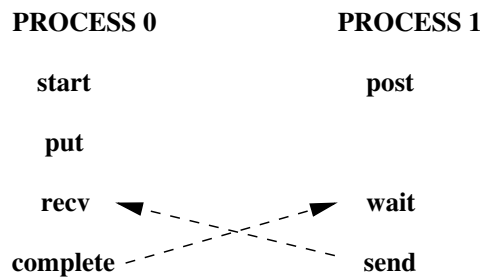 PROCESS 0 PROCESS 1
start post
put
recv wait
complete send